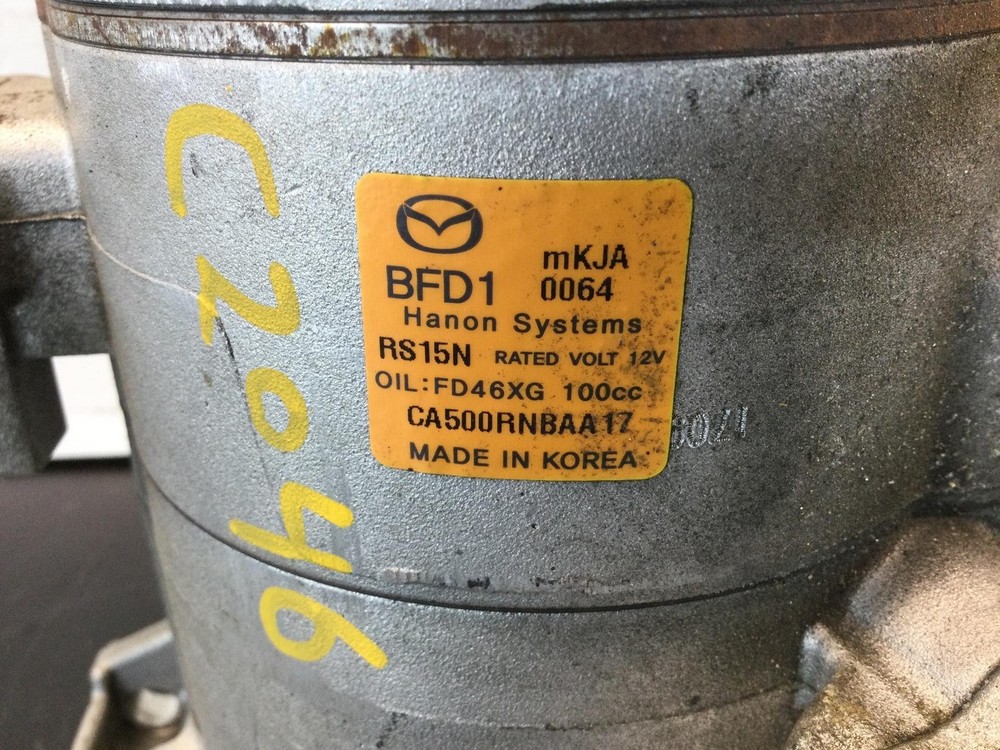 C2046
BFD1
mKJA
0064
Hanon Systems
RS15N RATED VOLT 12V
OIL:FD46XG 100cc
CA500RNBAA17
MADE IN KOREA